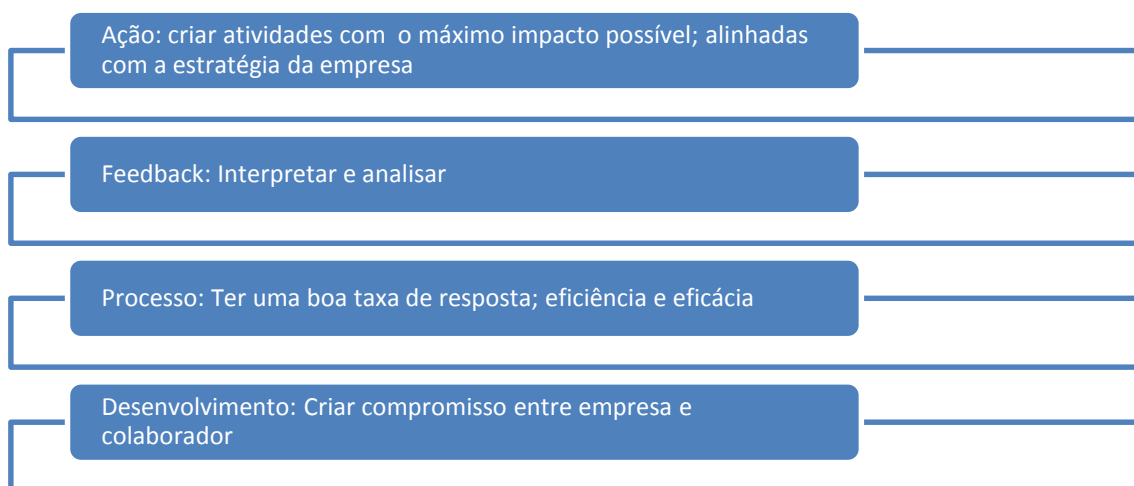 Ação: criar atividades com o máximo impacto possível; alinhadas
com a estratégia da empresa
Feedback: Interpretar e analisar
Processo: Ter uma boa taxa de resposta; eficiência e eficácia
Desenvolvimento: Criar compromisso entre empresa e
colaborador